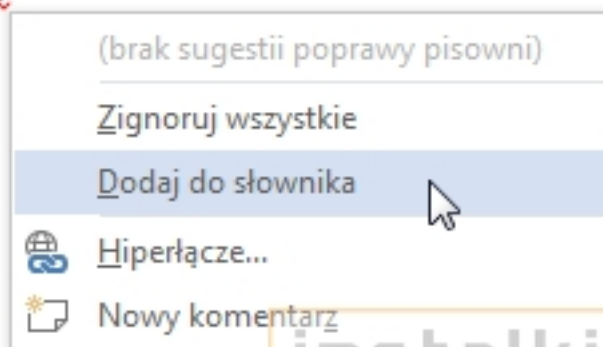 (brak sugestii poprawy pisowni)
Zignoruj wszystkie
Dodaj do słownika
Hiperłącze...
Nowy komentarz